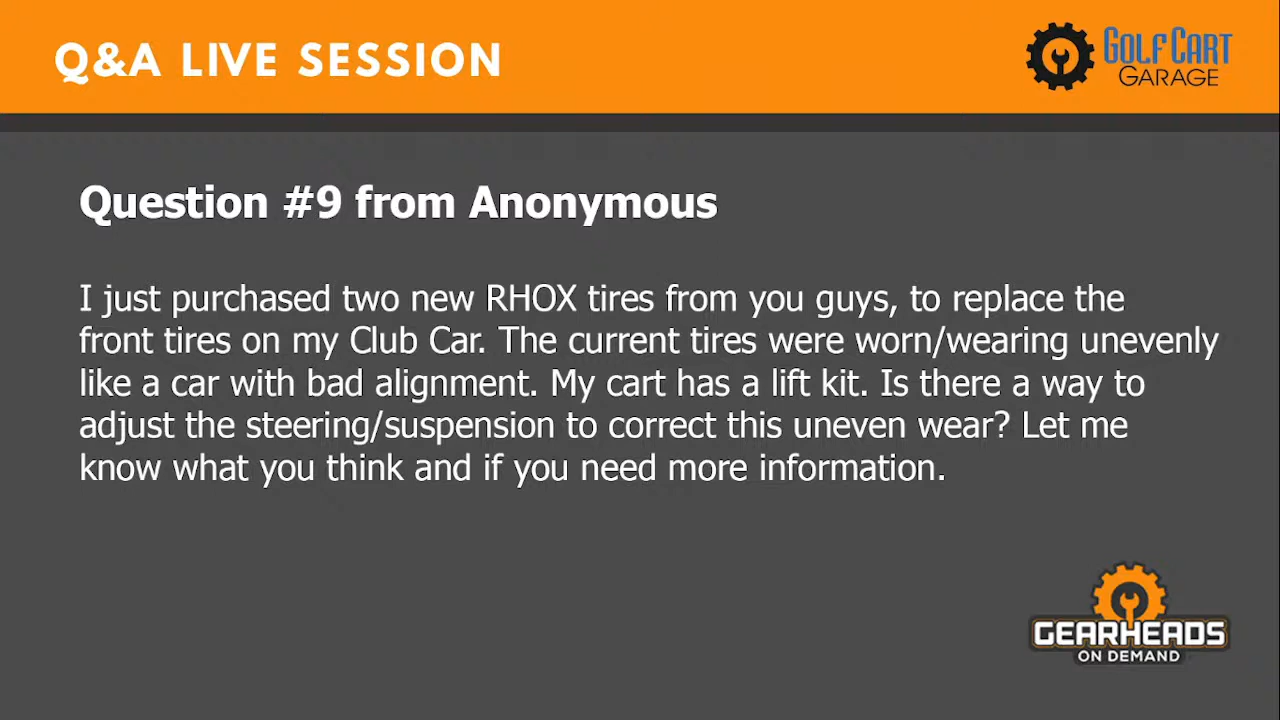 Q&A LIVE SESSION
GOLF CART
GARAGE
Question #9 from Anonymous
I just purchased two new RHOX tires from you guys, to replace the
front tires on my Club Car. The current tires were worn/wearing unevenly
like a car with bad alignment. My cart has a lift kit. Is there a way to
adjust the steering/suspension to correct this uneven wear? Let me
know what you think and if you need more information.
GEARHEADS
ON DEMAND